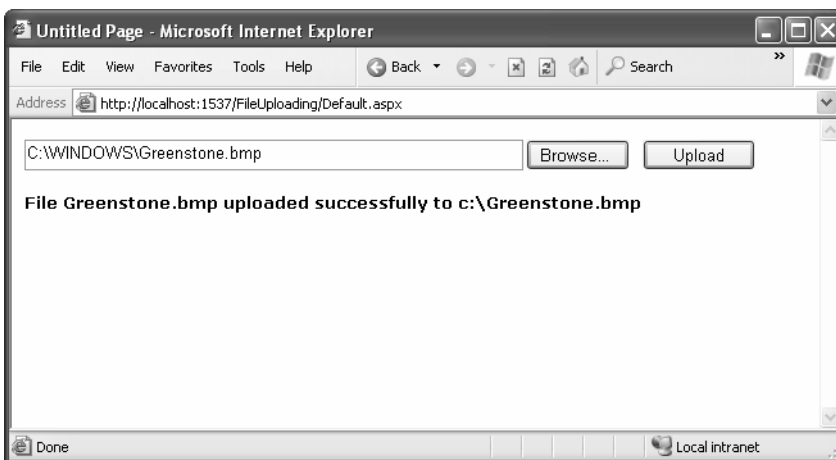 Untitled Page - Microsoft Internet Explorer
File Edit View Favorites Tools Help Back Search »
Address http://localhost:1537/FileUploading/Default.aspx
C:\WINDOWS\Greenstone.bmp Browse... Upload
File Greenstone.bmp uploaded successfully to c:\Greenstone.bmp
Done Local intranet